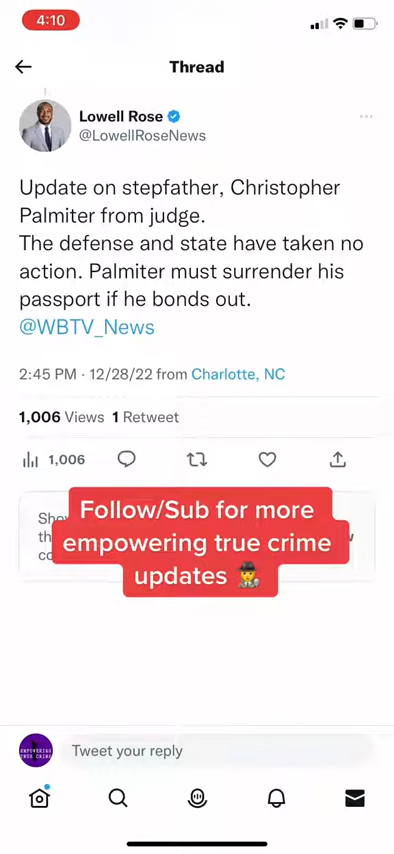 4:10
Thread
Lowell Rose
@LowellRoseNews
Update on stepfather, Christopher
Palmiter from judge.
The defense and state have taken no
action. Palmiter must surrender his
passport if he bonds out.
@WBTV_News
2:45 PM · 12/28/22 from Charlotte, NC
1,006 Views 1 Retweet
1,006
Follow/Sub for more
empowering true crime
updates 🕵️
EMPOWERING
TRUE CRIME
Tweet your reply